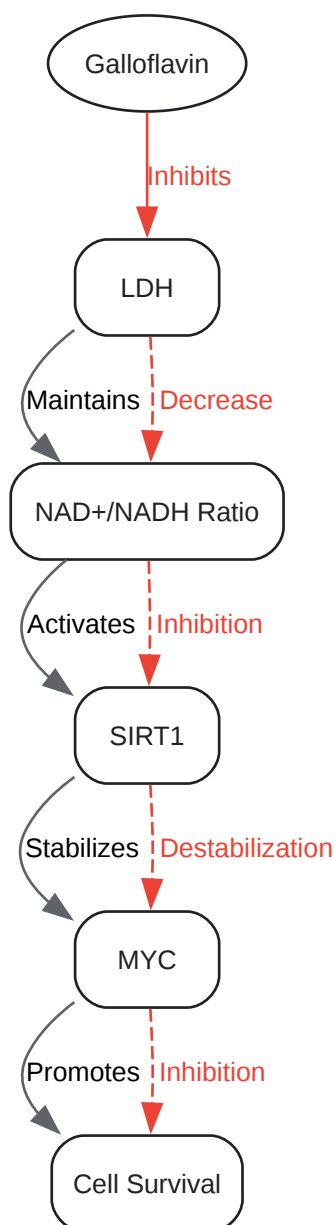 Galloflavin
Inhibits
LDH
Maintains Decrease
NAD+/NADH Ratio
Activates Inhibition
SIRT1
Stabilizes Destabilization
MYC
Promotes Inhibition
Cell Survival